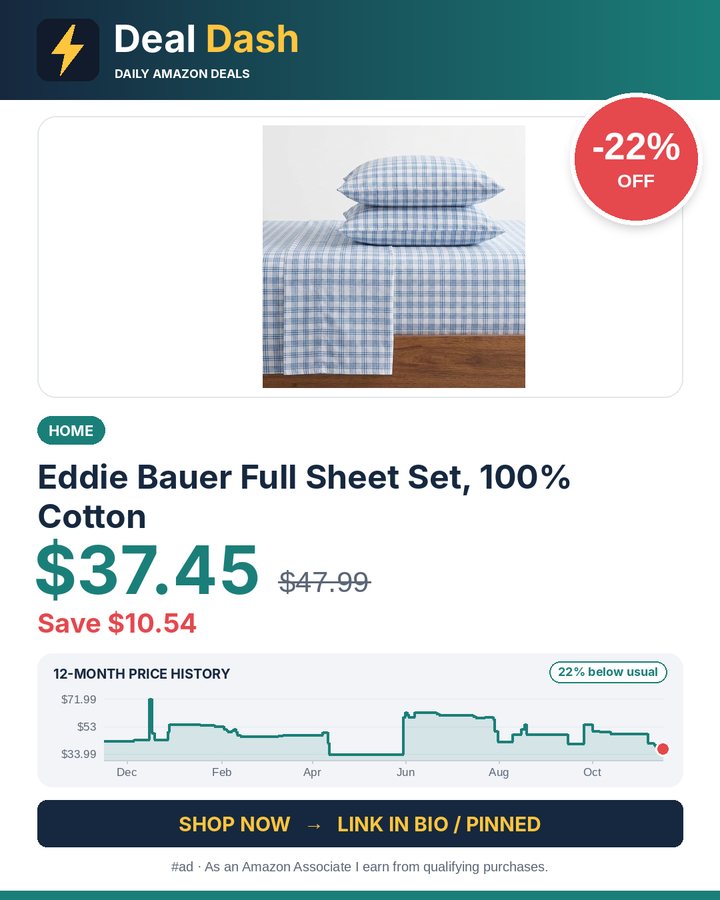 Deal Dash
DAILY AMAZON DEALS
-22%
OFF
HOME
Eddie Bauer Full Sheet Set, 100%
Cotton
$37.45 $47.99
Save $10.54
12-MONTH PRICE HISTORY
22% below usual
$71.99
$53
$33.99
Dec Feb Apr Jun Aug Oct
SHOP NOW → LINK IN BIO / PINNED
#ad · As an Amazon Associate I earn from qualifying purchases.